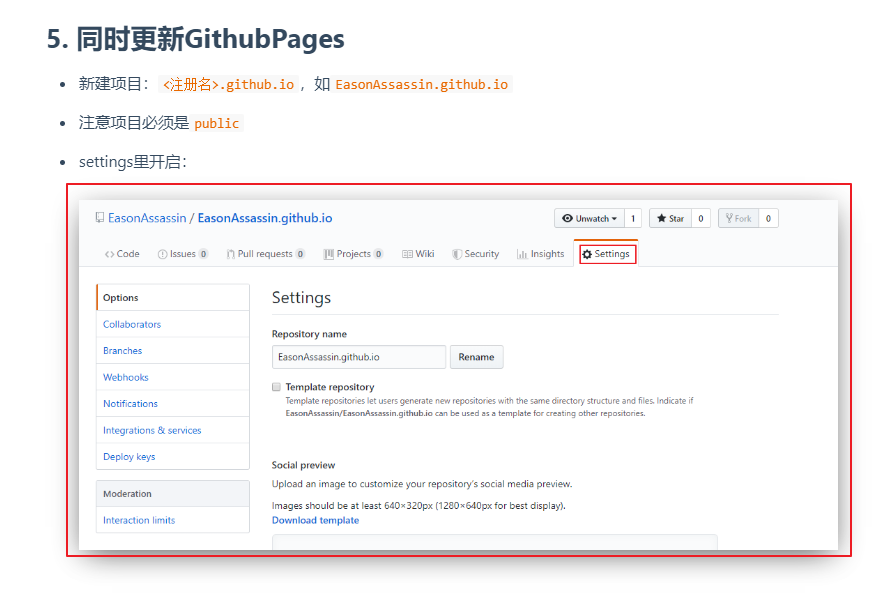 5. 同时更新GithubPages
新建项目： <注册名>.github.io ，如 EasonAssassin.github.io
注意项目必须是 public
settings里开启：
EasonAssassin / EasonAssassin.github.io
Unwatch 1 Star 0 Fork 0
Code Issues 0 Pull requests 0 Projects 0 Wiki Security Insights Settings
Options
Collaborators
Branches
Webhooks
Notifications
Integrations & services
Deploy keys
Moderation
Interaction limits
Settings
Repository name
EasonAssassin.github.io Rename
Template repository
Template repositories let users generate new repositories with the same directory structure and files. Indicate if
EasonAssassin/EasonAssassin.github.io can be used as a template for creating other repositories.
Social preview
Upload an image to customize your repository's social media preview.
Images should be at least 640×320px (1280×640px for best display).
Download template